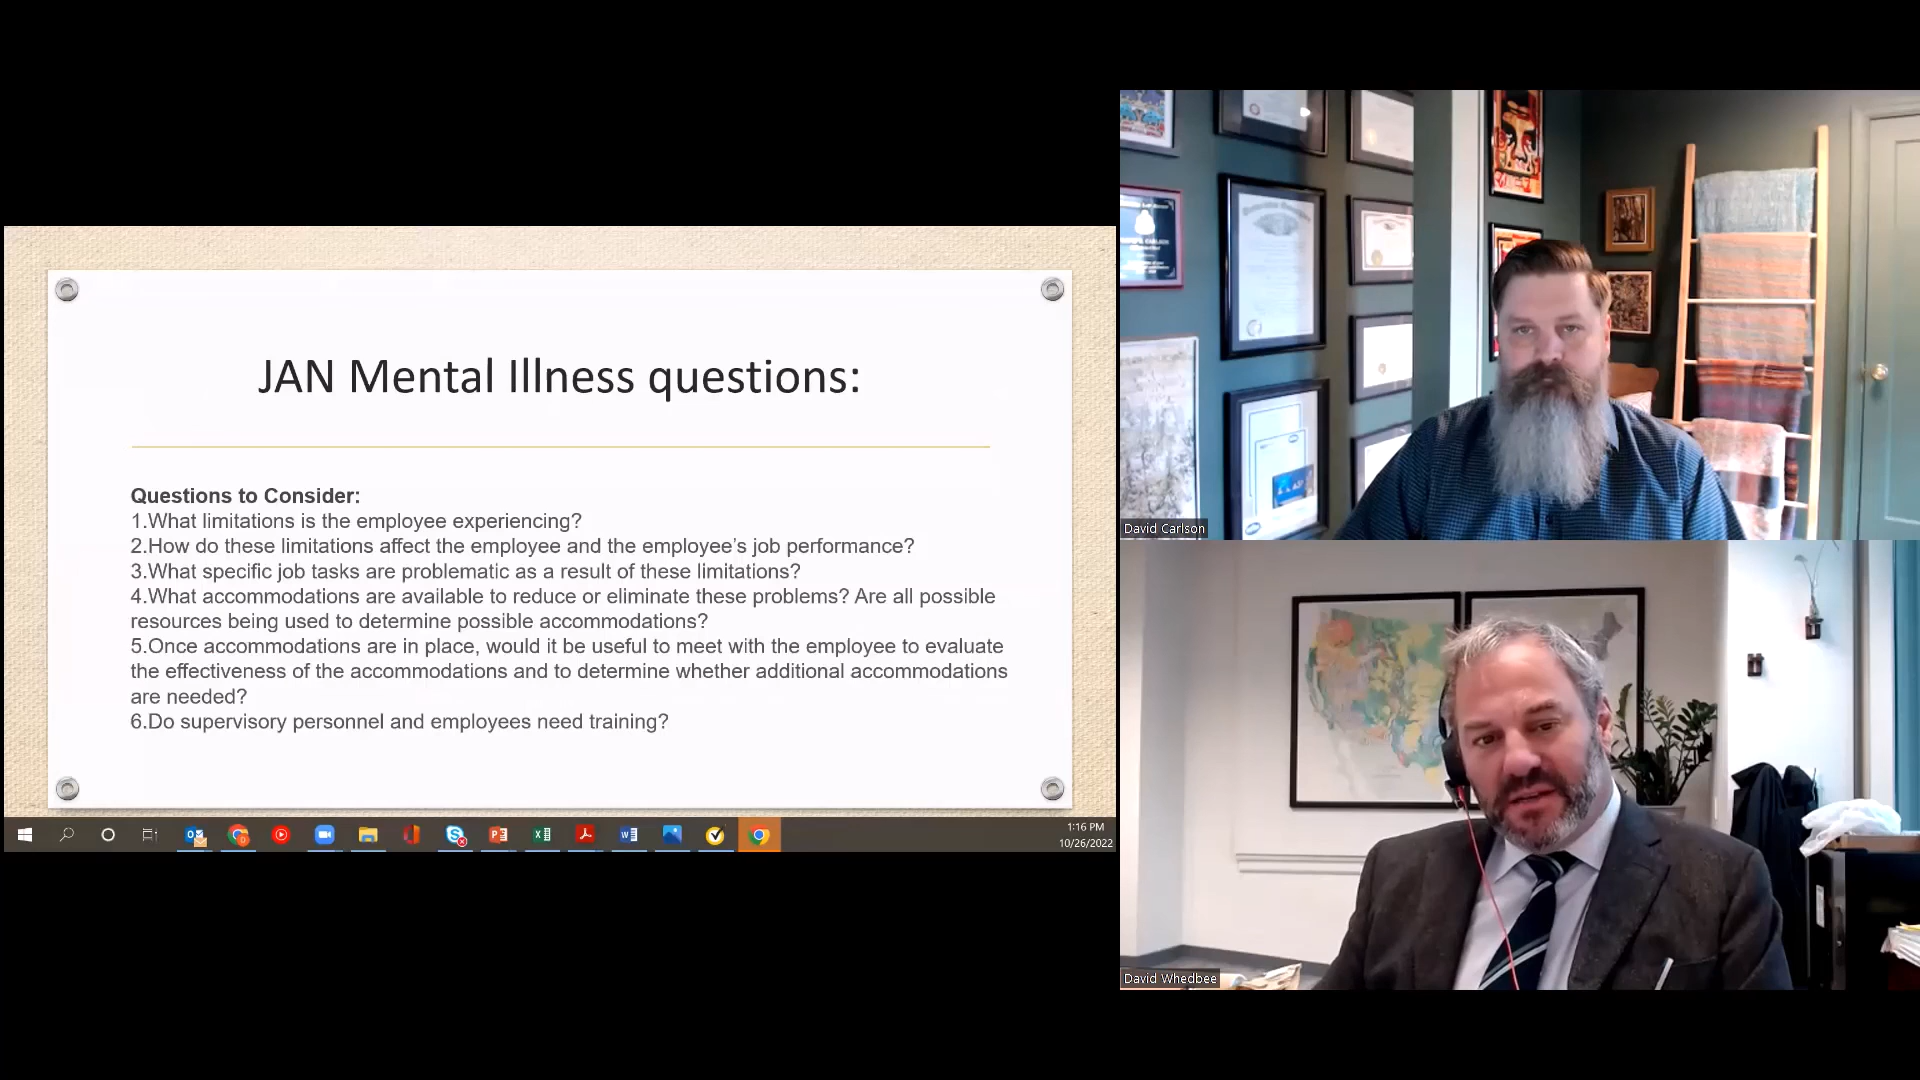 JAN Mental Illness questions:
Questions to Consider:
1.What limitations is the employee experiencing?
2.How do these limitations affect the employee and the employee’s job performance?
3.What specific job tasks are problematic as a result of these limitations?
4.What accommodations are available to reduce or eliminate these problems? Are all possible
resources being used to determine possible accommodations?
5.Once accommodations are in place, would it be useful to meet with the employee to evaluate
the effectiveness of the accommodations and to determine whether additional accommodations
are needed?
6.Do supervisory personnel and employees need training?
1:16 PM
10/26/2022
David Carlson
David Whedbee